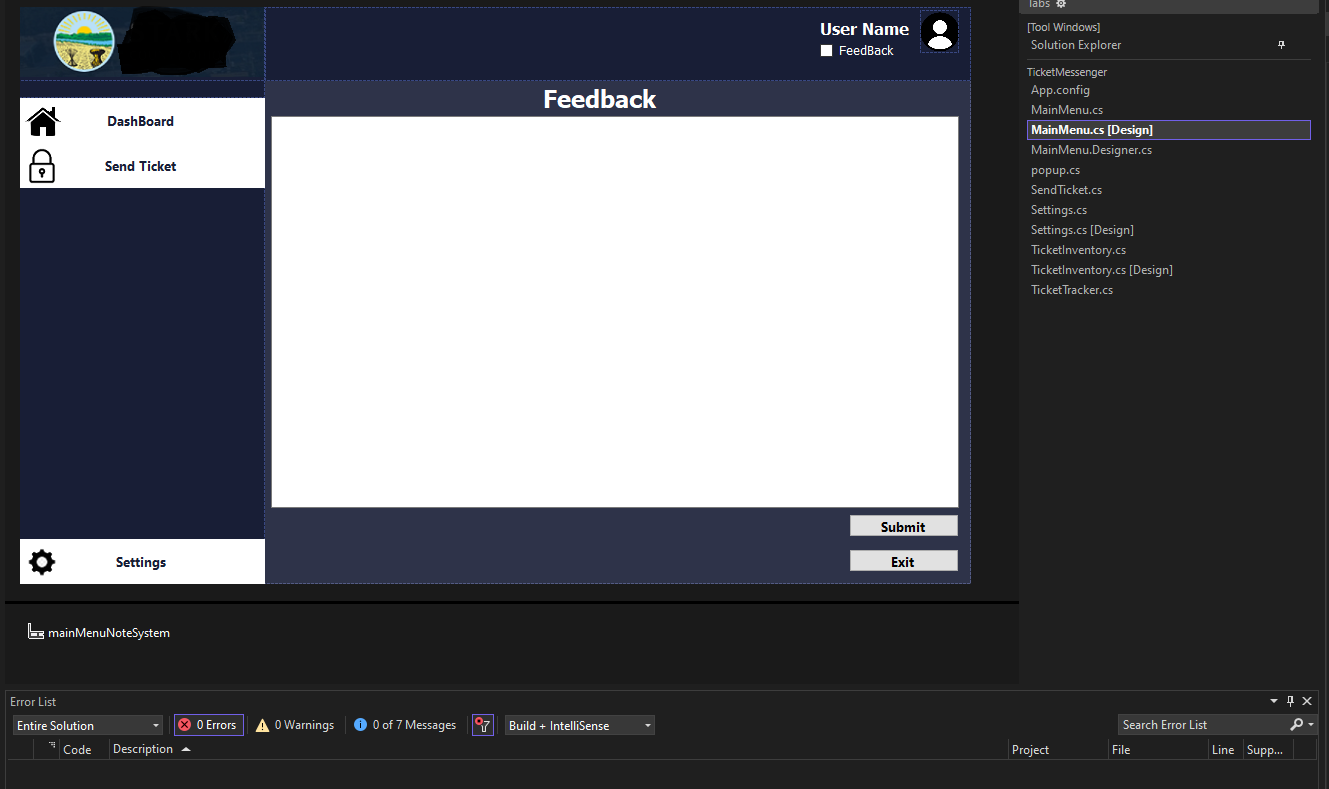 User Name
FeedBack
Feedback
DashBoard
Send Ticket
Submit
Exit
Settings
mainMenuNoteSystem
Tabs
[Tool Windows]
Solution Explorer
TicketMessenger
App.config
MainMenu.cs
MainMenu.cs [Design]
MainMenu.Designer.cs
popup.cs
SendTicket.cs
Settings.cs
Settings.cs [Design]
TicketInventory.cs
TicketInventory.cs [Design]
TicketTracker.cs
Error List
Entire Solution 0 Errors 0 Warnings 0 of 7 Messages Build + IntelliSense Search Error List
Code Description Project File Line Supp...